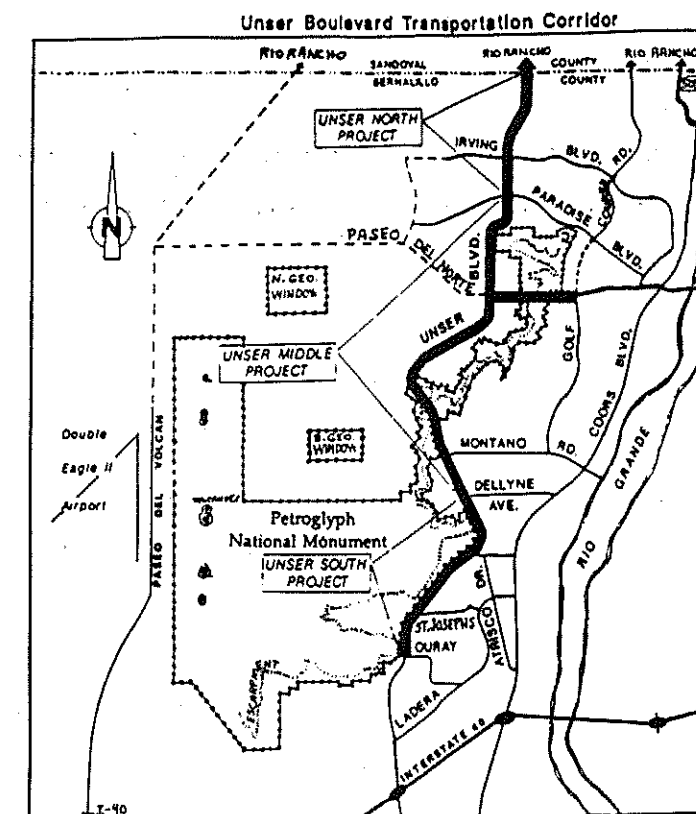 Unser Boulevard Transportation Corridor
RIO RANCHO
RIO RANCHO
RIO RANCHO
SANDOVAL COUNTY
BERNALILLO COUNTY
UNSER NORTH
PROJECT
IRVING BLVD.
PARADISE BLVD.
GOLF COURSE RD.
N
PASEO DEL NORTE
UNSER BLVD.
N. GEO.
WINDOW
UNSER MIDDLE
PROJECT
S. GEO.
WINDOW
COORS BLVD.
RIO GRANDE
MONTANO RD.
DELLYNE
AVE.
Double
Eagle II
Airport
PASEO DEL VOLCAN
VOLCANOES
Petroglyph
National Monument
UNSER SOUTH
PROJECT
ATRISCO DR
ST. JOSEPHS
OURAY
ESCARPMENT
LADERA
INTERSTATE 40
I-40